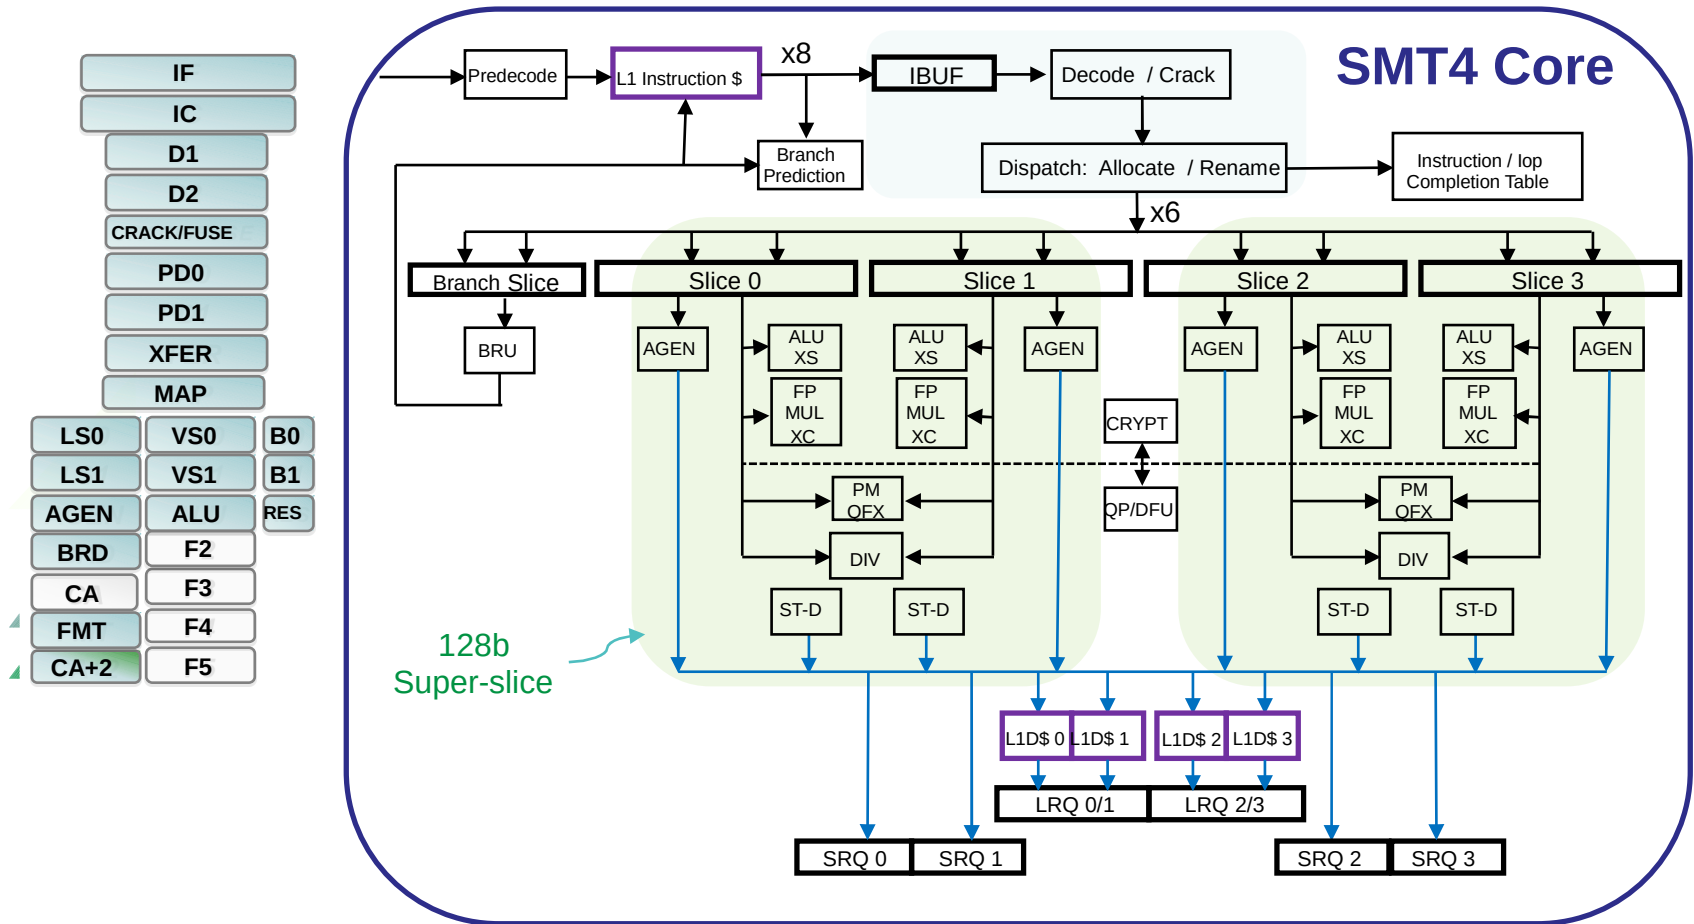 SMT4 Core
IF
IC
D1
D2
CRACK/FUSE
PD0
PD1
XFER
MAP
LS0
VS0
B0
LS1
VS1
B1
AGEN
ALU
RES
BRD
F2
CA
F3
FMT
F4
CA+2
F5
Predecode
L1 Instruction $
x8
IBUF
Decode / Crack
Branch
Prediction
Dispatch: Allocate / Rename
Instruction / Iop
Completion Table
x6
Branch Slice
Slice 0
Slice 1
Slice 2
Slice 3
BRU
AGEN
ALU
XS
ALU
XS
AGEN
AGEN
ALU
XS
ALU
XS
AGEN
FP
MUL
XC
FP
MUL
XC
CRYPT
FP
MUL
XC
FP
MUL
XC
PM
QFX
QP/DFU
PM
QFX
DIV
DIV
ST-D
ST-D
ST-D
ST-D
128b
Super-slice
L1D$ 0
L1D$ 1
L1D$ 2
L1D$ 3
LRQ 0/1
LRQ 2/3
SRQ 0
SRQ 1
SRQ 2
SRQ 3